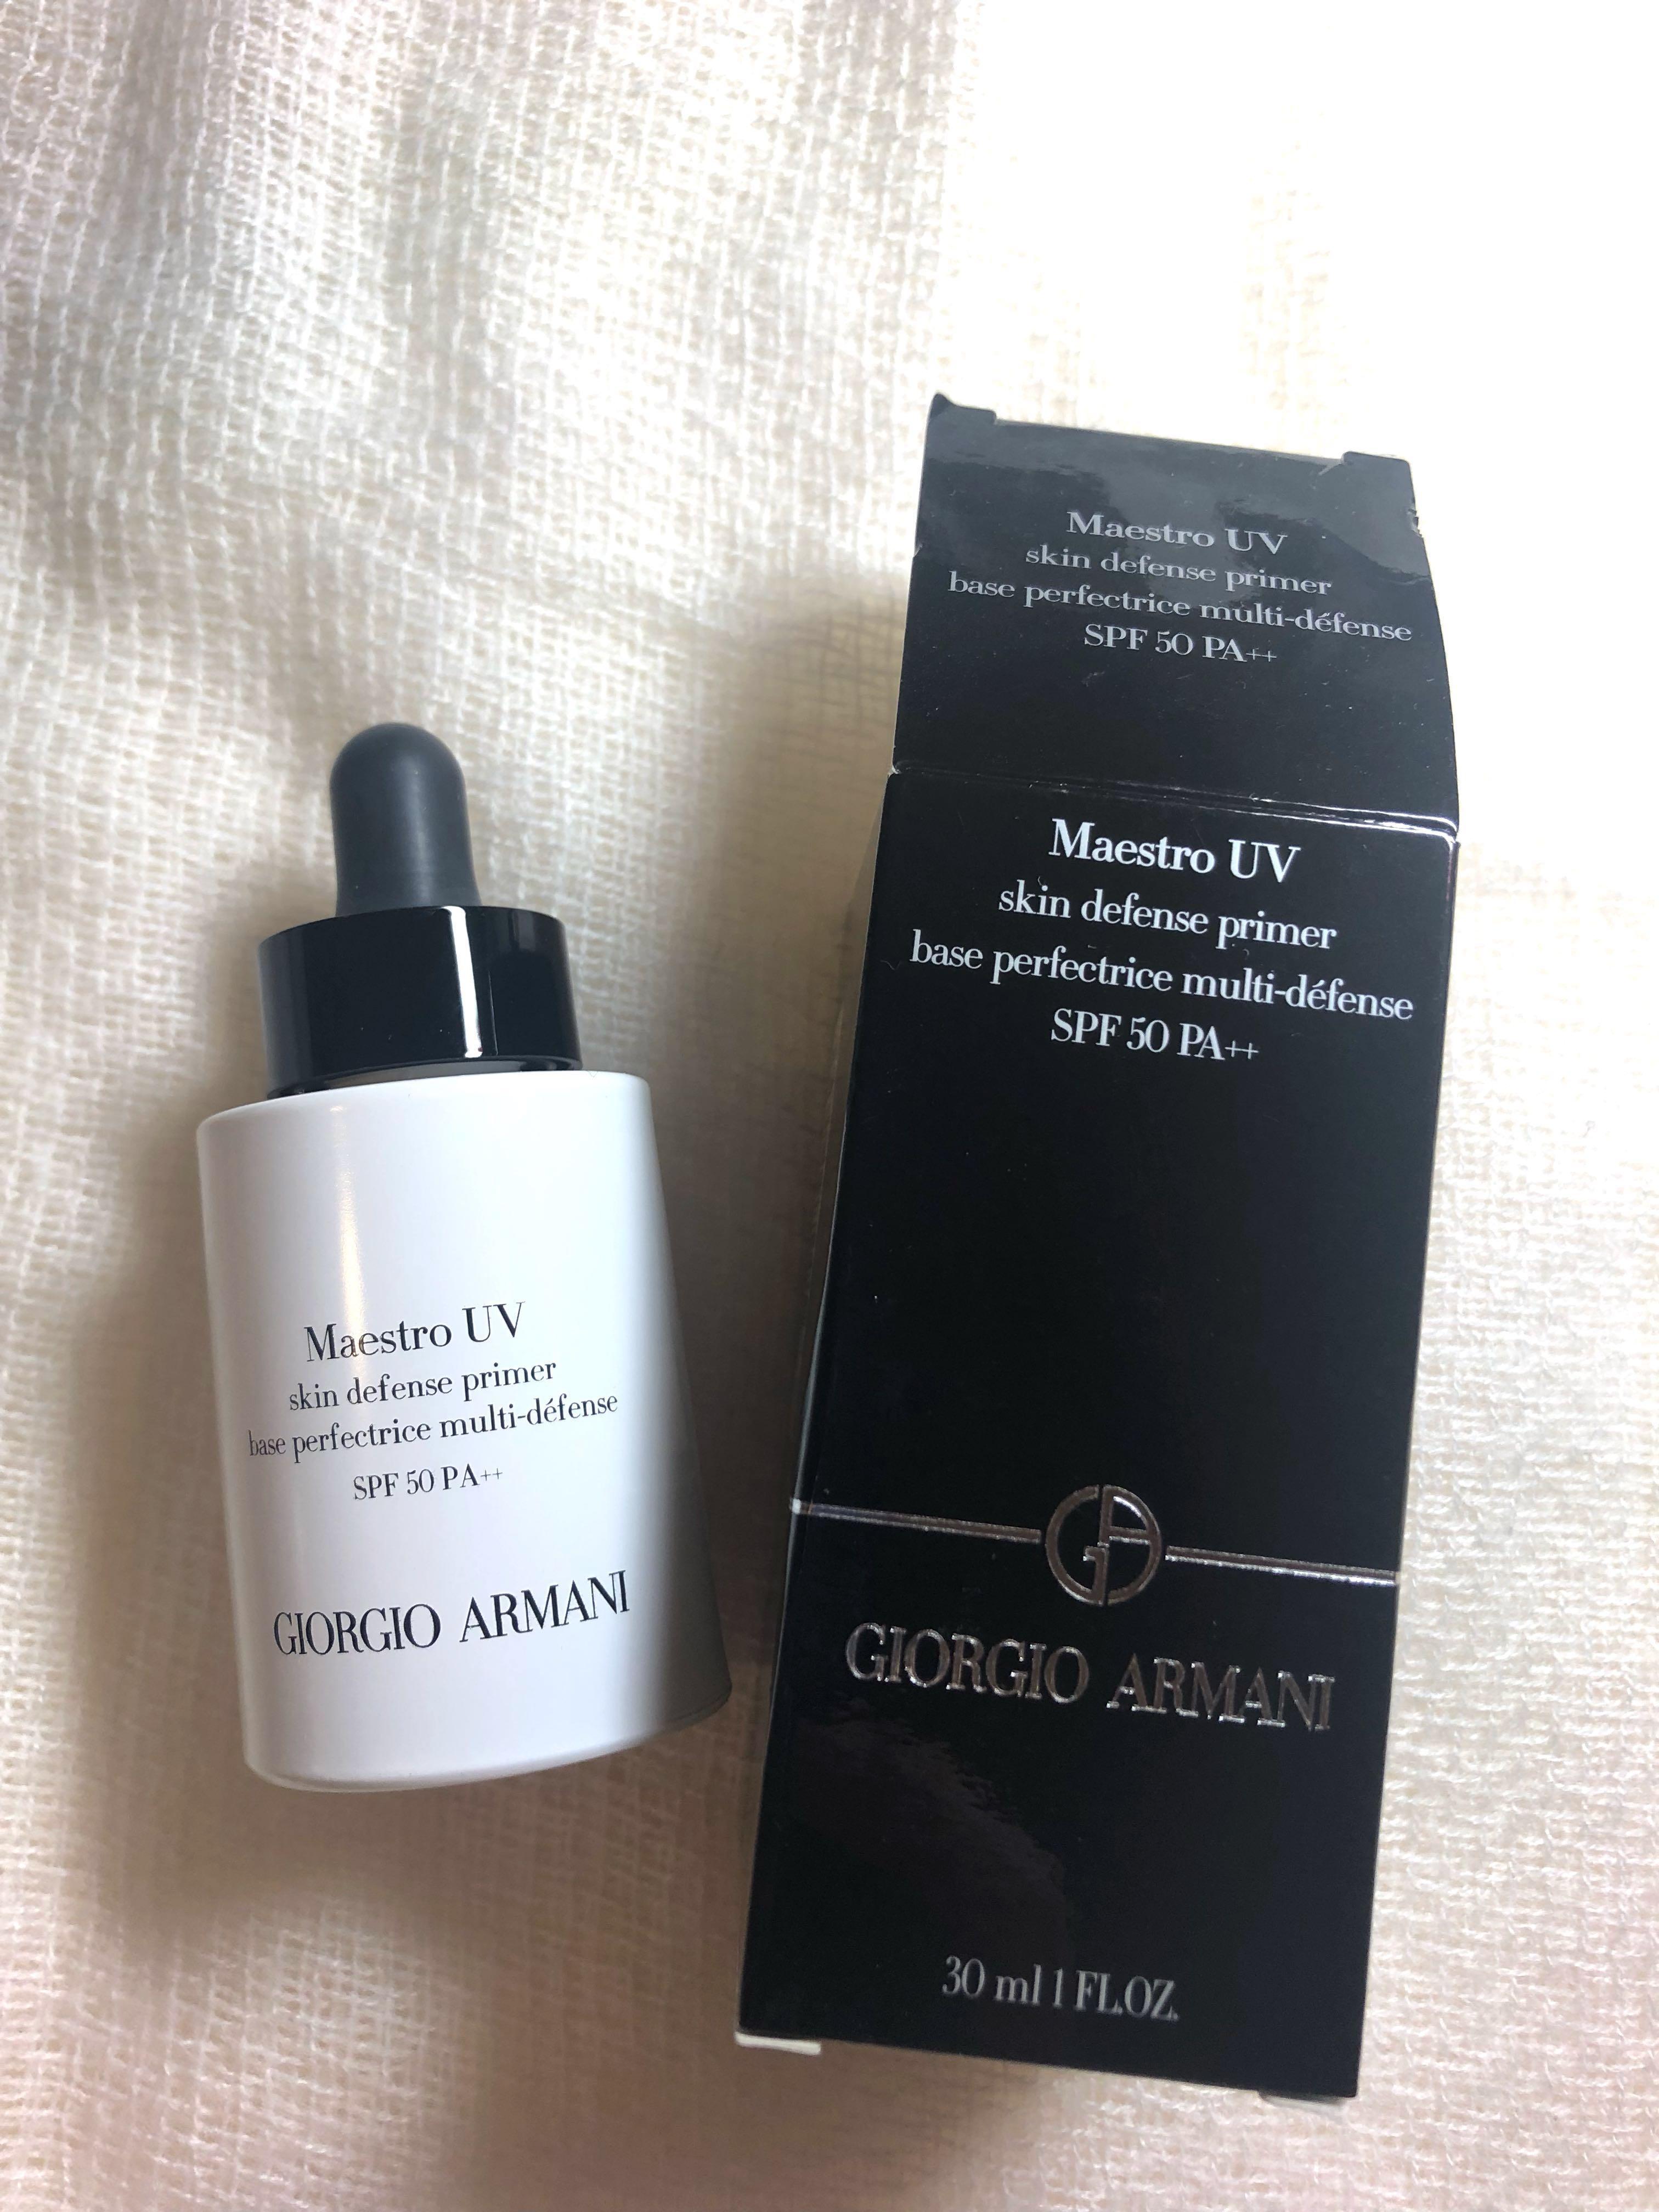 Maestro UV
skin defense primer
base perfectrice multi-défense
SPF 50 PA++
GIORGIO ARMANI
Maestro UV
skin defense primer
base perfectrice multi-défense
SPF 50 PA++
Maestro UV
skin defense primer
base perfectrice multi-défense
SPF 50 PA++
GA
GIORGIO ARMANI
30 ml 1 FL.OZ.